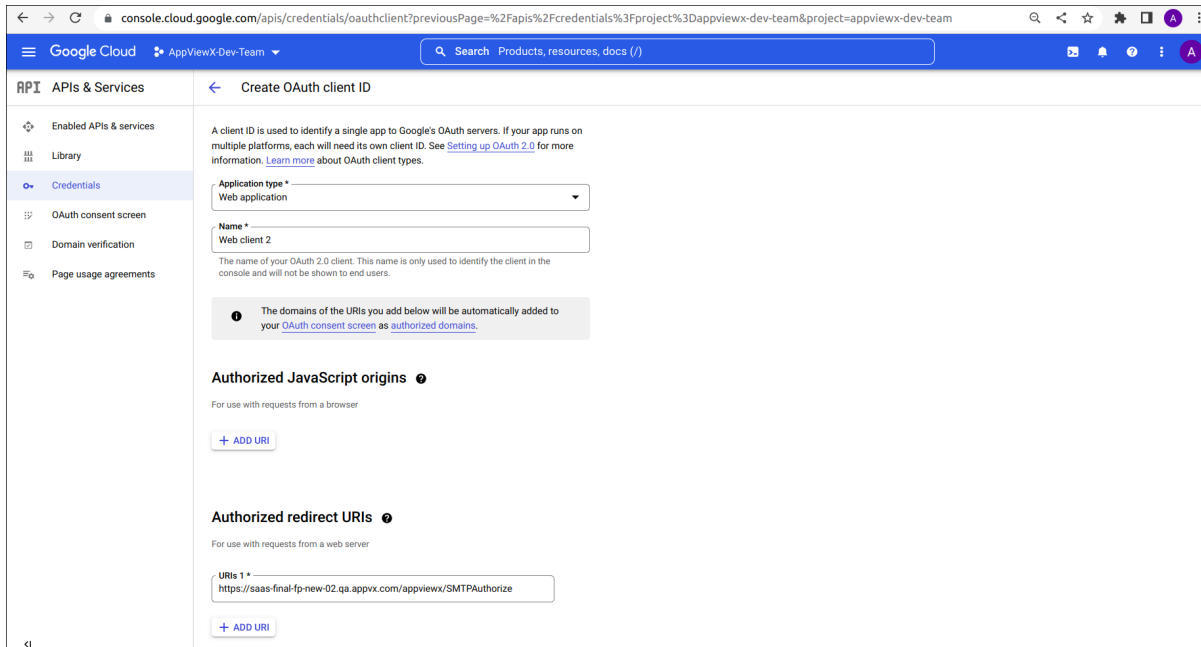 console.cloud.google.com/apis/credentials/oauthclient?previousPage=%2Fapis%2Fcredentials%3Fproject%3Dappviewx-dev-team&project=appviewx-dev-team
A
Google Cloud
AppViewX-Dev-Team
Search Products, resources, docs (/)
A
API APIs & Services
Create OAuth client ID
Enabled APIs & services
Library
Credentials
OAuth consent screen
Domain verification
Page usage agreements
A client ID is used to identify a single app to Google's OAuth servers. If your app runs on
multiple platforms, each will need its own client ID. See Setting up OAuth 2.0 for more
information. Learn more about OAuth client types.
Application type *
Web application
Name *
Web client 2
The name of your OAuth 2.0 client. This name is only used to identify the client in the
console and will not be shown to end users.
The domains of the URIs you add below will be automatically added to
your OAuth consent screen as authorized domains.
Authorized JavaScript origins
For use with requests from a browser
+ ADD URI
Authorized redirect URIs
For use with requests from a web server
URIs 1 *
https://saas-final-fp-new-02.qa.appvx.com/appviewx/SMTPAuthorize
+ ADD URI